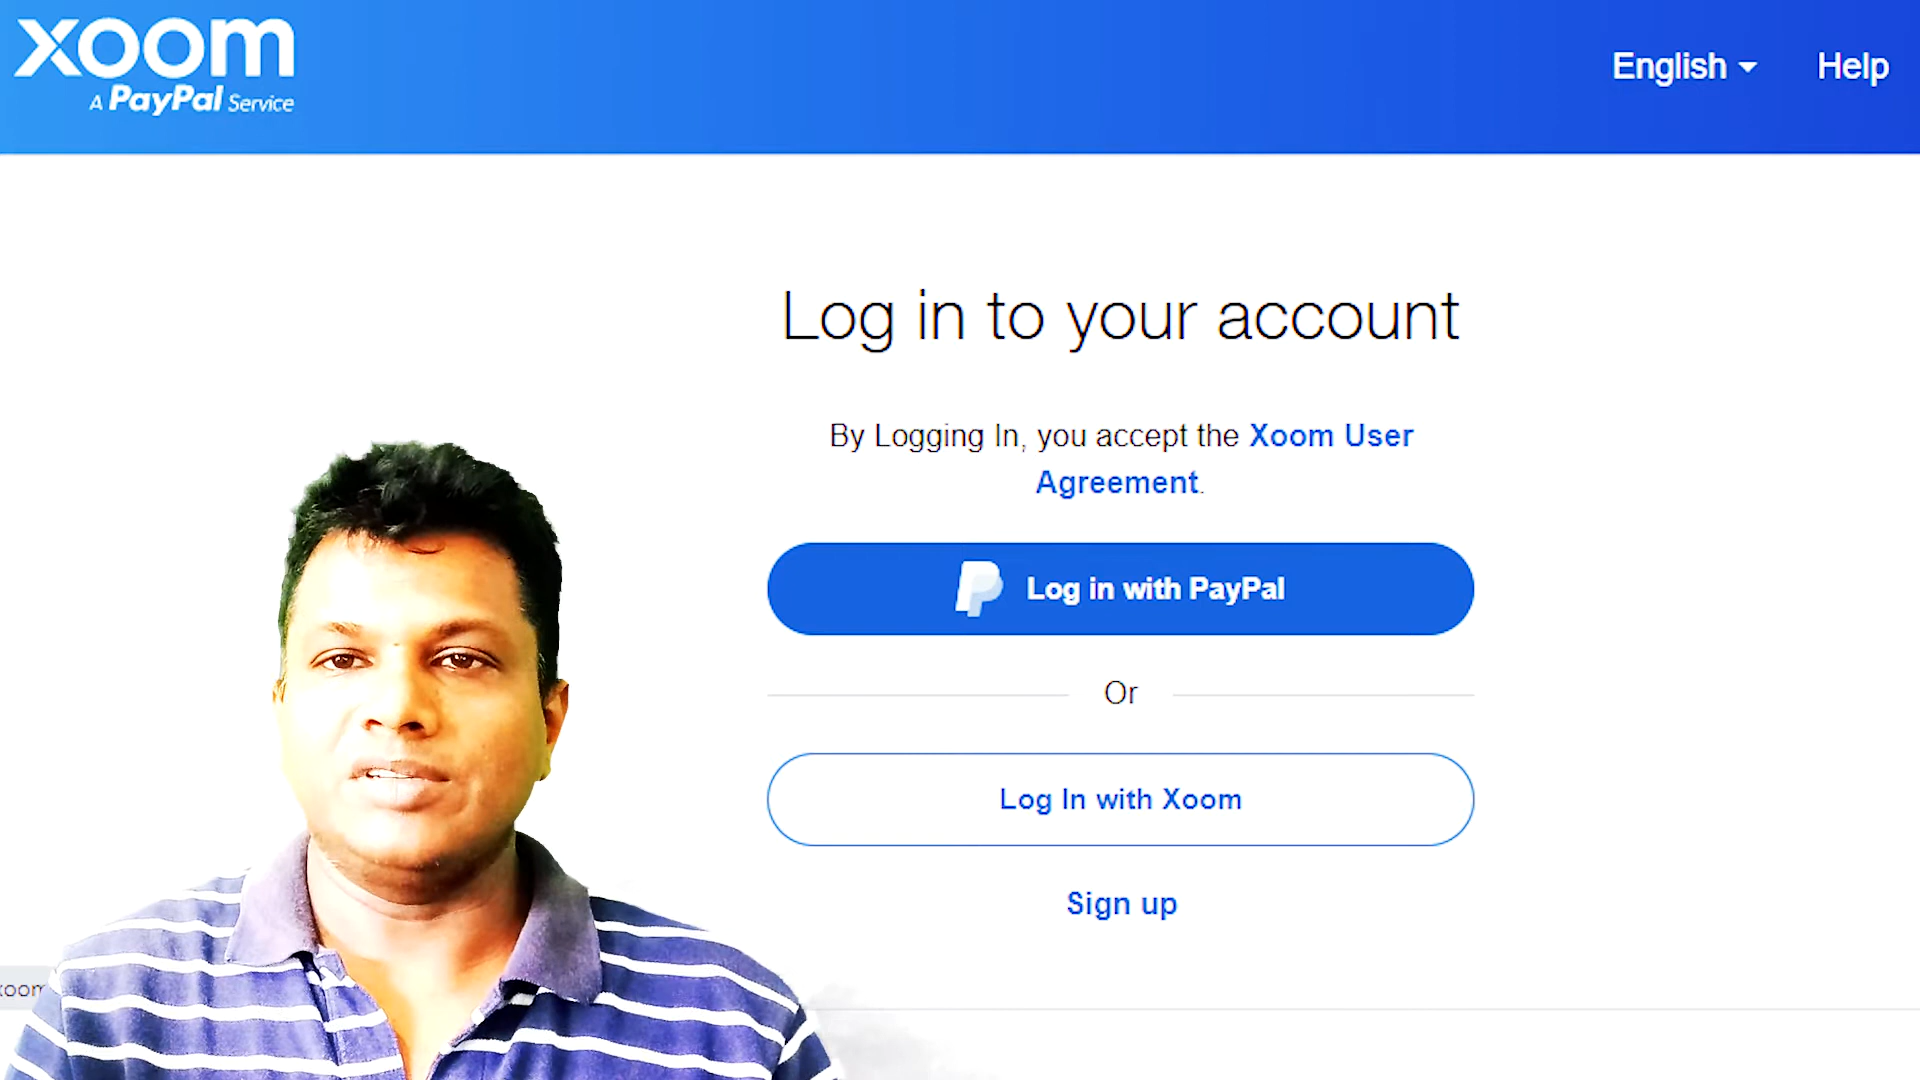 xoom
A PayPal Service
English
Help
Log in to your account
By Logging In, you accept the Xoom User
Agreement.
Log in with PayPal
Or
Log In with Xoom
Sign up
xoom